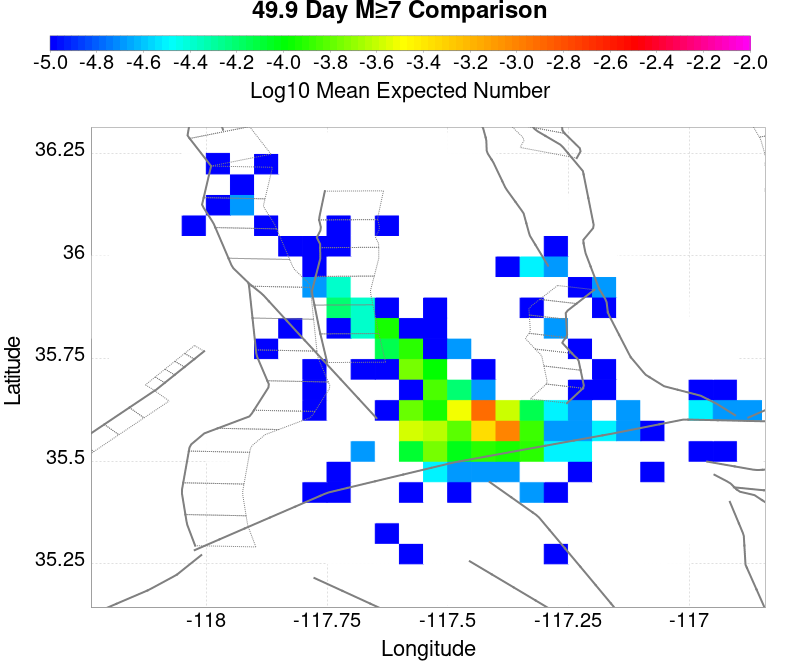 49.9 Day M≥7 Comparison
-5.0 -4.8 -4.6 -4.4 -4.2 -4.0 -3.8 -3.6 -3.4 -3.2 -3.0 -2.8 -2.6 -2.4 -2.2 -2.0
Log10 Mean Expected Number
36.25
36
35.75
35.5
35.25
Latitude
-118 -117.75 -117.5 -117.25 -117
Longitude